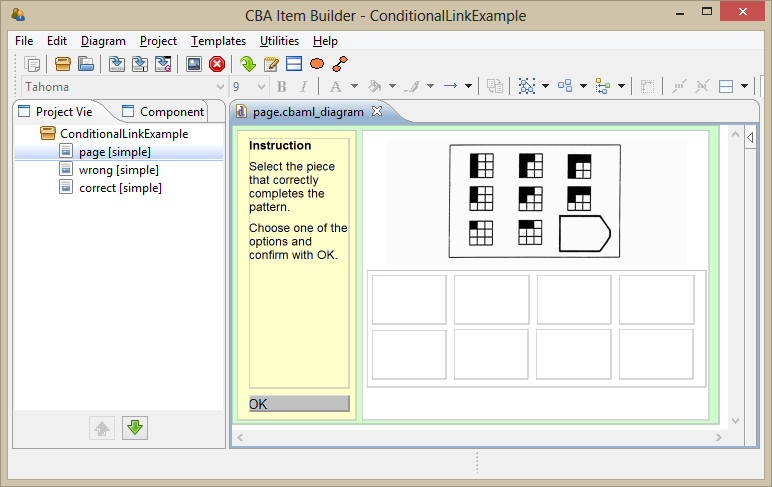 CBA Item Builder - ConditionalLinkExample
File Edit Diagram Project Templates Utilities Help
Tahoma 9 B I A
Project Vie Component
page.cbaml_diagram
ConditionalLinkExample
page [simple]
wrong [simple]
correct [simple]
Instruction
Select the piece
that correctly
completes the
pattern.
Choose one of the
options and
confirm with OK.
OK